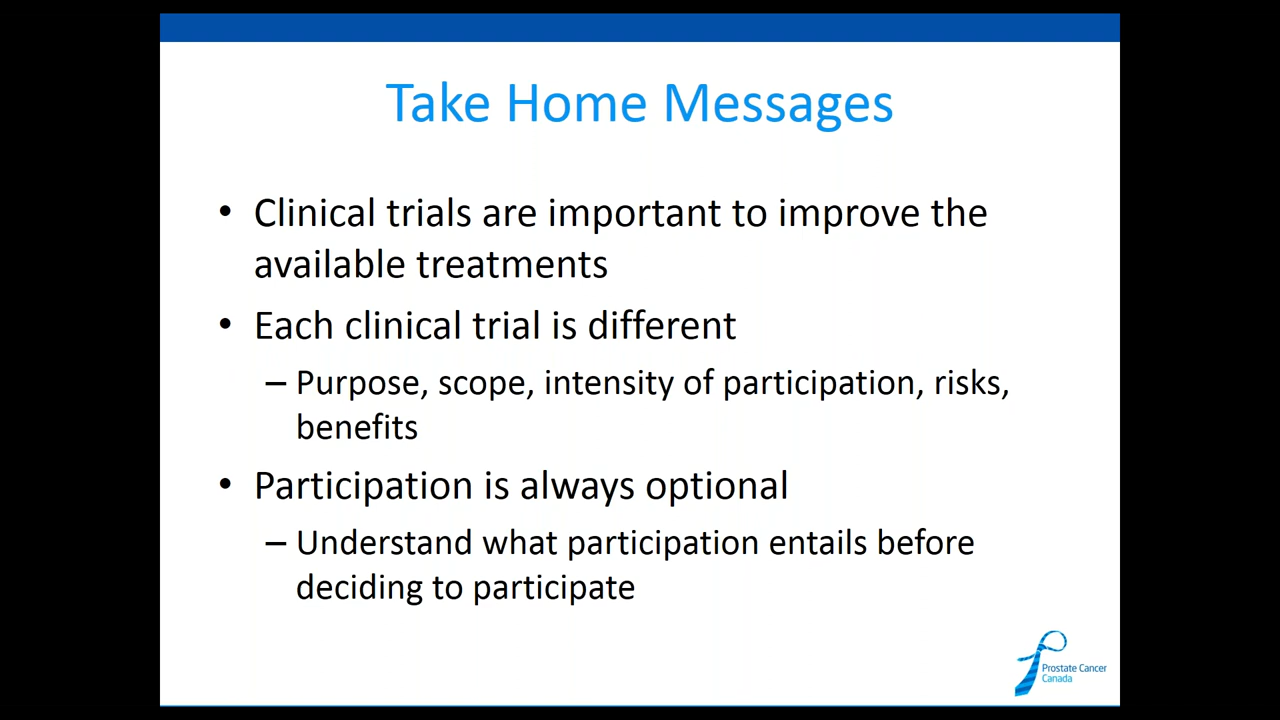 Take Home Messages
• Clinical trials are important to improve the
available treatments
• Each clinical trial is different
– Purpose, scope, intensity of participation, risks,
benefits
• Participation is always optional
– Understand what participation entails before
deciding to participate
Prostate Cancer
Canada